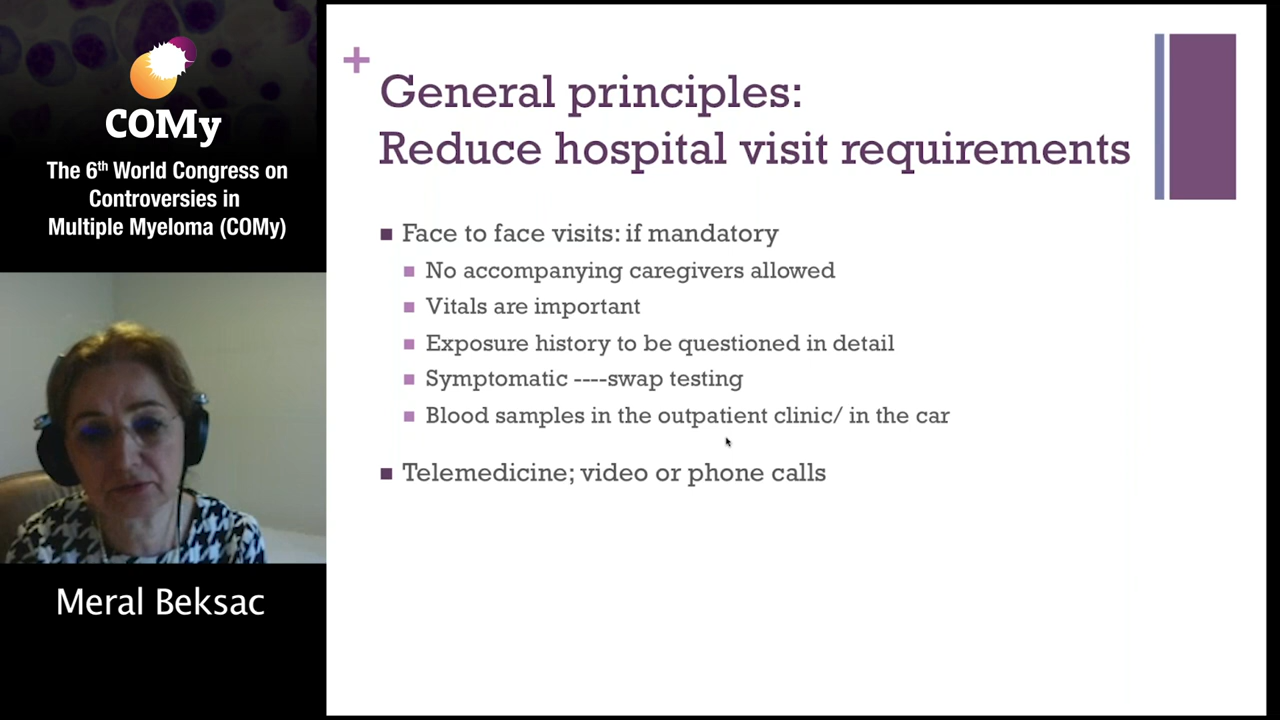 COMy
The 6th World Congress on
Controversies in
Multiple Myeloma (COMy)
Meral Beksac
+
General principles:
Reduce hospital visit requirements
■ Face to face visits: if mandatory
■ No accompanying caregivers allowed
■ Vitals are important
■ Exposure history to be questioned in detail
■ Symptomatic ----swap testing
■ Blood samples in the outpatient clinic/ in the car
■ Telemedicine; video or phone calls